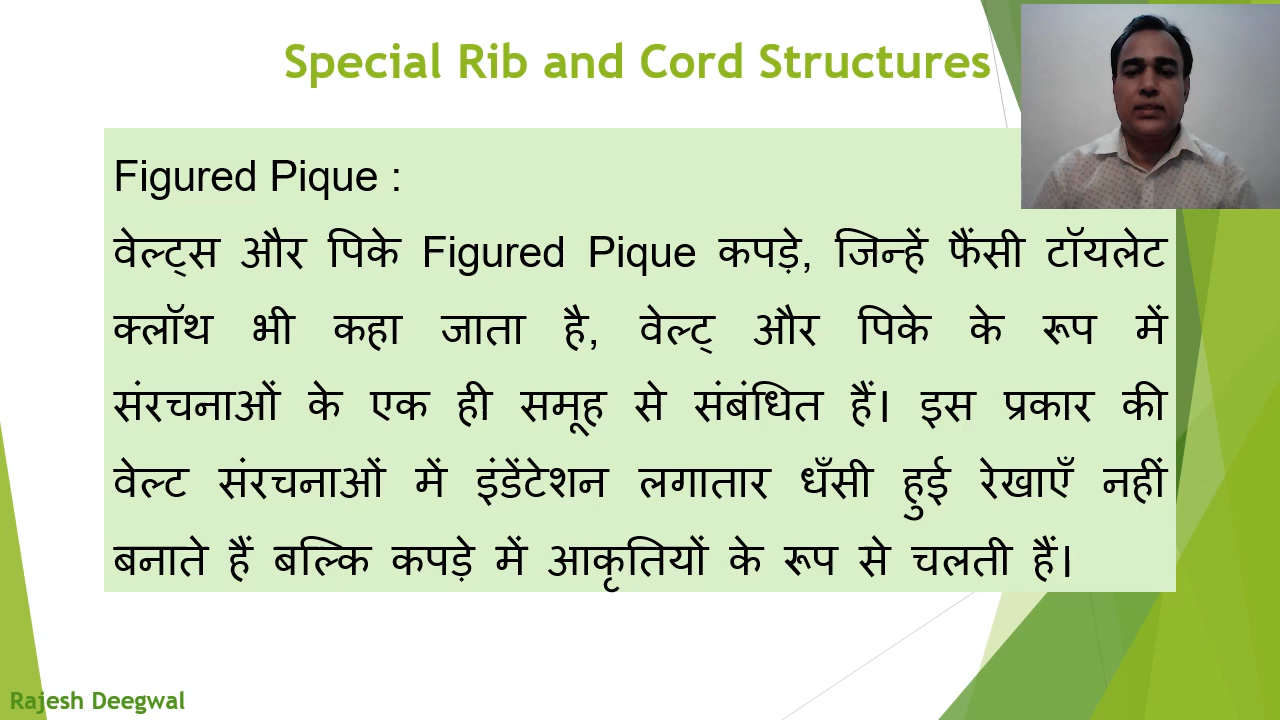 Special Rib and Cord Structures
Figured Pique :
वेल्ट्स और पिके Figured Pique कपड़े, जिन्हें फैंसी टॉयलेट
क्लॉथ भी कहा जाता है, वेल्ट् और पिके के रूप में
संरचनाओं के एक ही समूह से संबंधित हैं। इस प्रकार की
वेल्ट संरचनाओं में इंडेंटेशन लगातार धँसी हुई रेखाएँ नहीं
बनाते हैं बल्कि कपड़े में आकृतियों के रूप से चलती हैं।
Rajesh Deegwal